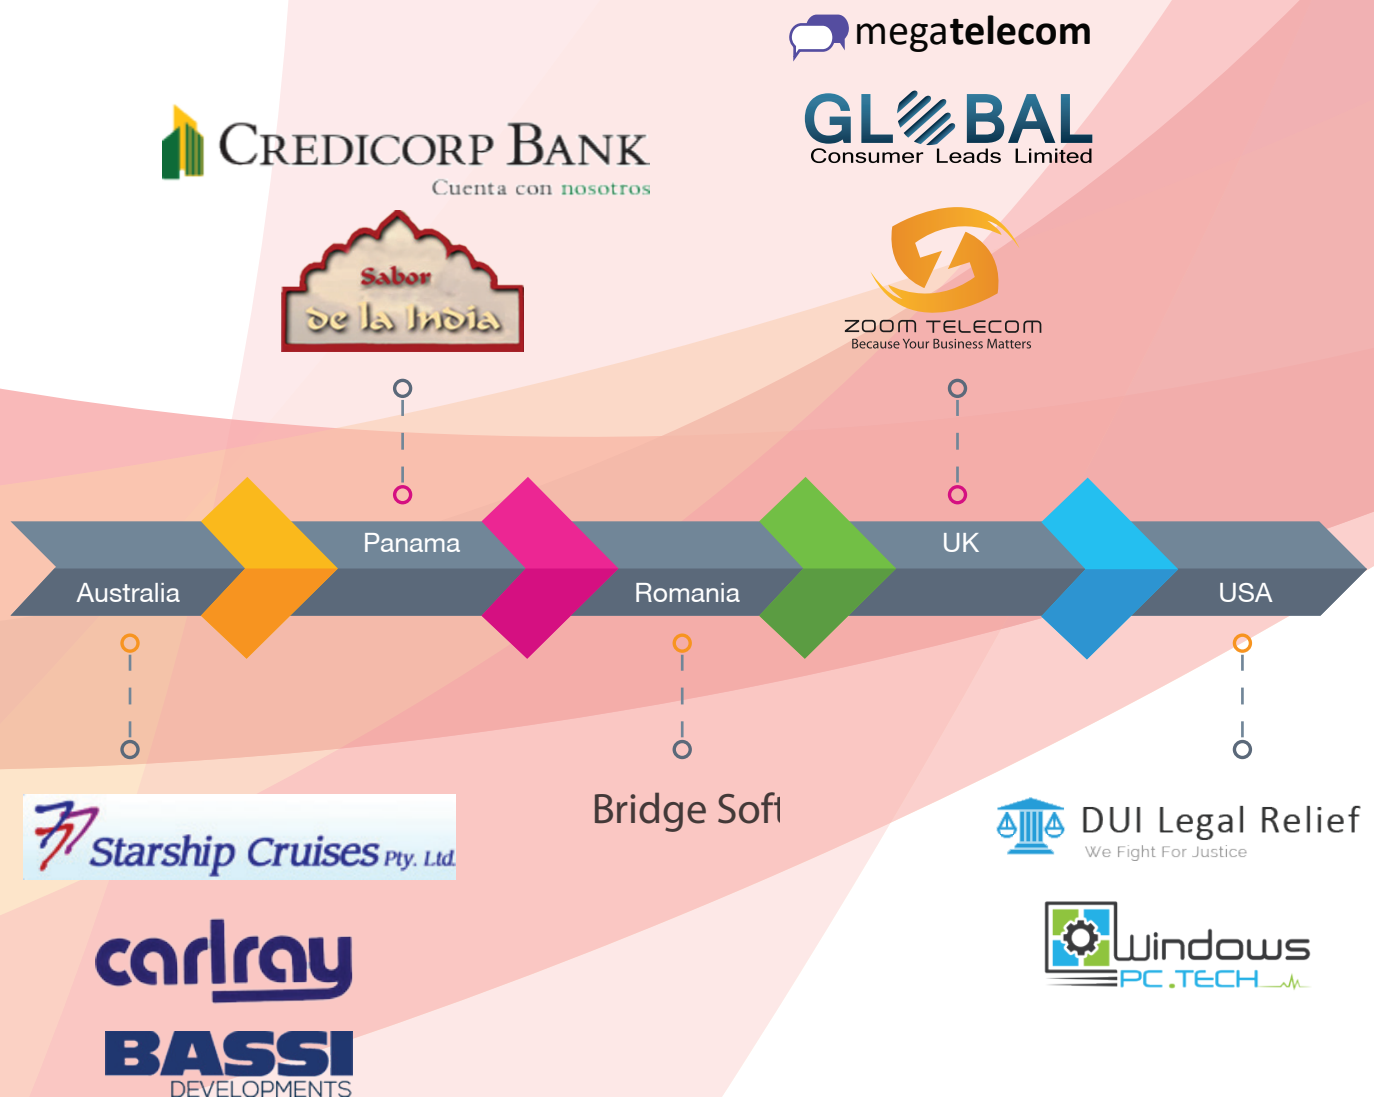 megatelecom
GLOBAL
Consumer Leads Limited
CREDICORP BANK
Cuenta con nosotros
Sabor
de la India
ZOOM TELECOM
Because Your Business Matters
Panama
UK
Australia
Romania
USA
Starship Cruises Pty. Ltd.
Bridge Soft
DUI Legal Relief
We Fight For Justice
carlray
Windows
PC.TECH
BASSI
DEVELOPMENTS